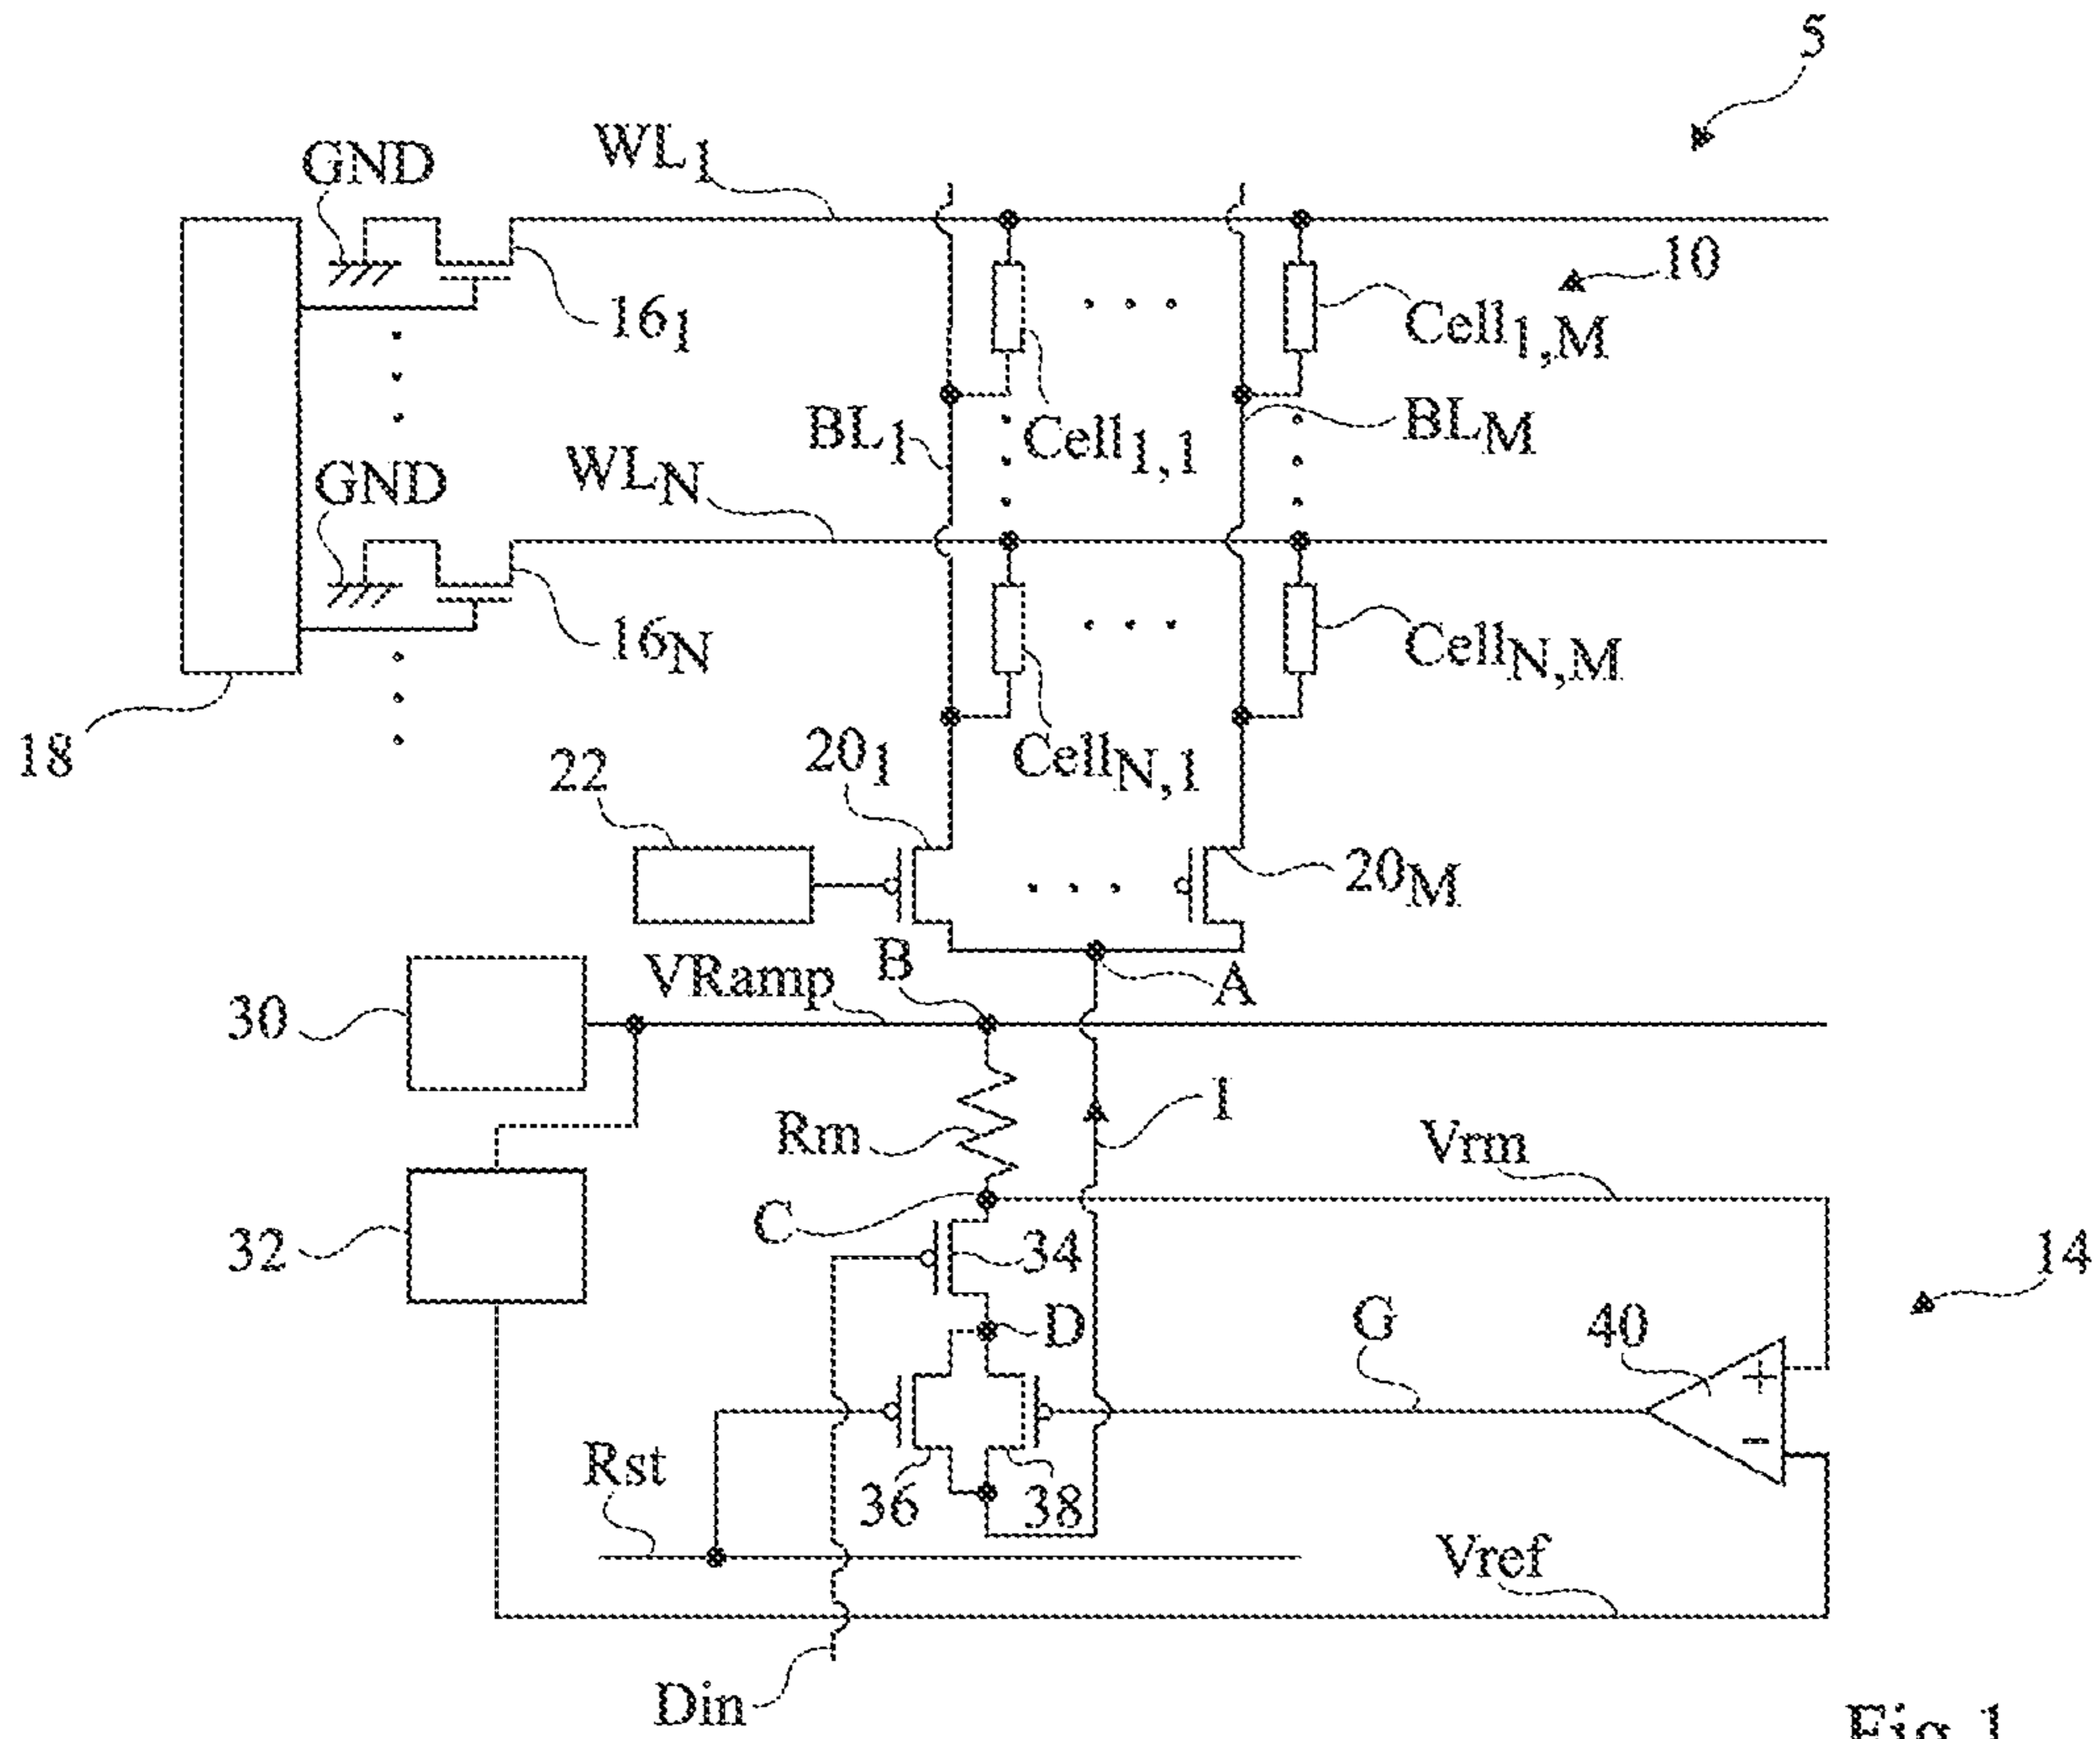 5
GND
WL1
10
161
Cell1,M
BL1
Cell1,1
BLM
GND
WLN
16N
CellN,M
18
22
201
CellN,1
20M
30
VRamp
B
A
Rm
I
Vrm
C
32
34
14
D
G
40
+
−
Rst
36
38
Vref
Din
Fig 1